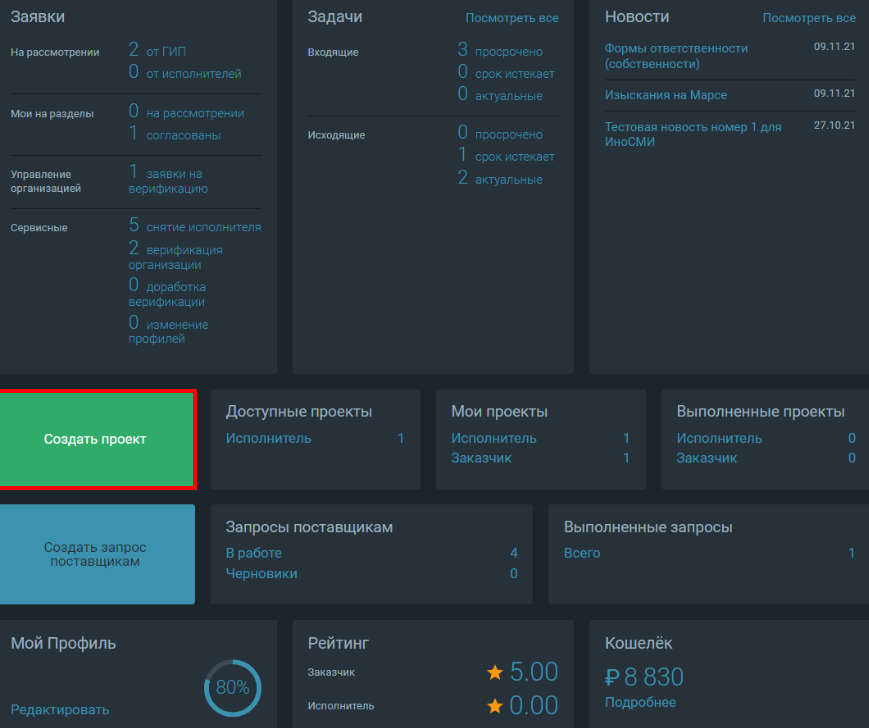 Заявки
На рассмотрении
2 от ГИП
0 от исполнителей
Мои на разделы
0 на рассмотрении
1 согласованы
Управление
организацией
1 заявки на
верификацию
Сервисные
5 снятие исполнителя
2 верификация
организации
0 доработка
верификации
0 изменение
профилей
Задачи
Посмотреть все
Входящие
3 просрочено
0 срок истекает
0 актуальные
Исходящие
0 просрочено
1 срок истекает
2 актуальные
Новости
Посмотреть все
Формы ответственности 09.11.21
(собственности)
Изыскания на Марсе 09.11.21
Тестовая новость номер 1 для 27.10.21
ИноСМИ
Создать проект
Доступные проекты
Исполнитель 1
Мои проекты
Исполнитель 1
Заказчик 1
Выполненные проекты
Исполнитель 0
Заказчик 0
Создать запрос
поставщикам
Запросы поставщикам
В работе 4
Черновики 0
Выполненные запросы
Всего 1
Мой Профиль
80%
Редактировать
Рейтинг
Заказчик 5.00
Исполнитель 0.00
Кошелёк
₽ 8 830
Подробнее